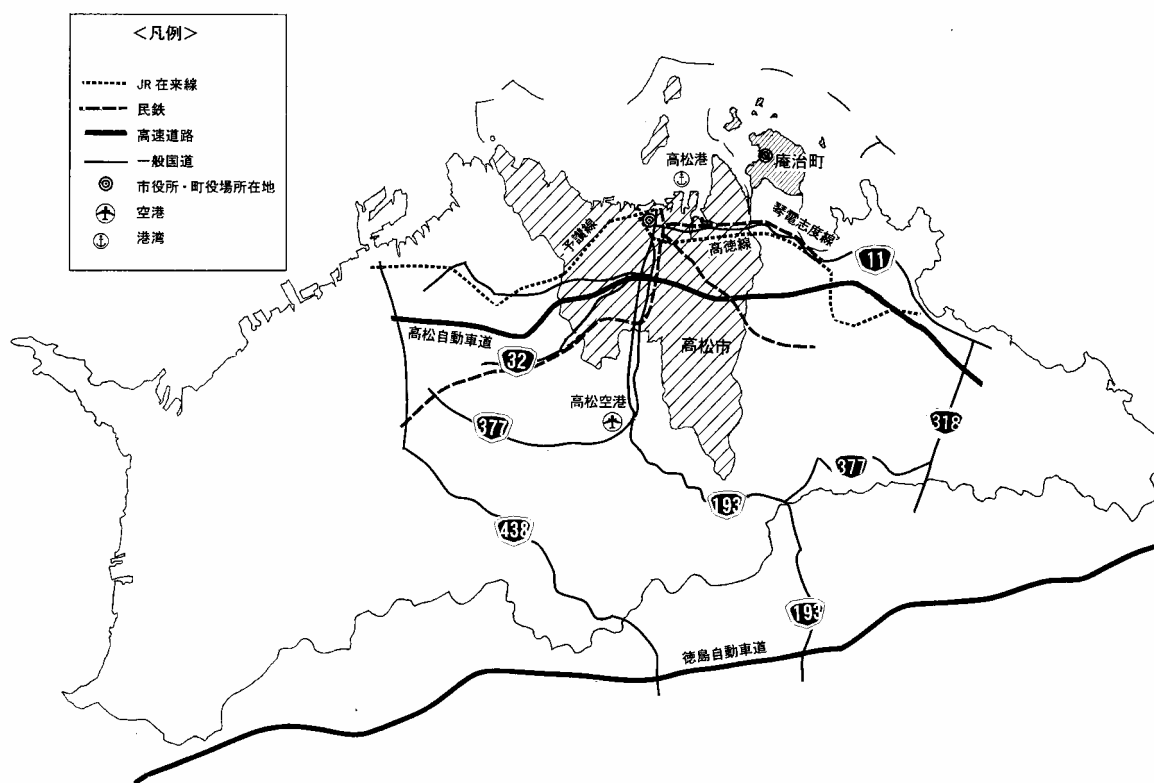 <凡例>
JR在来線
民鉄
高速道路
一般国道
市役所・町役場所在地
空港
港湾
高松港
庵治町
予讃線
琴電志度線
高徳線
11
高松自動車道
32
高松市
高松空港
377
318
377
193
438
193
徳島自動車道